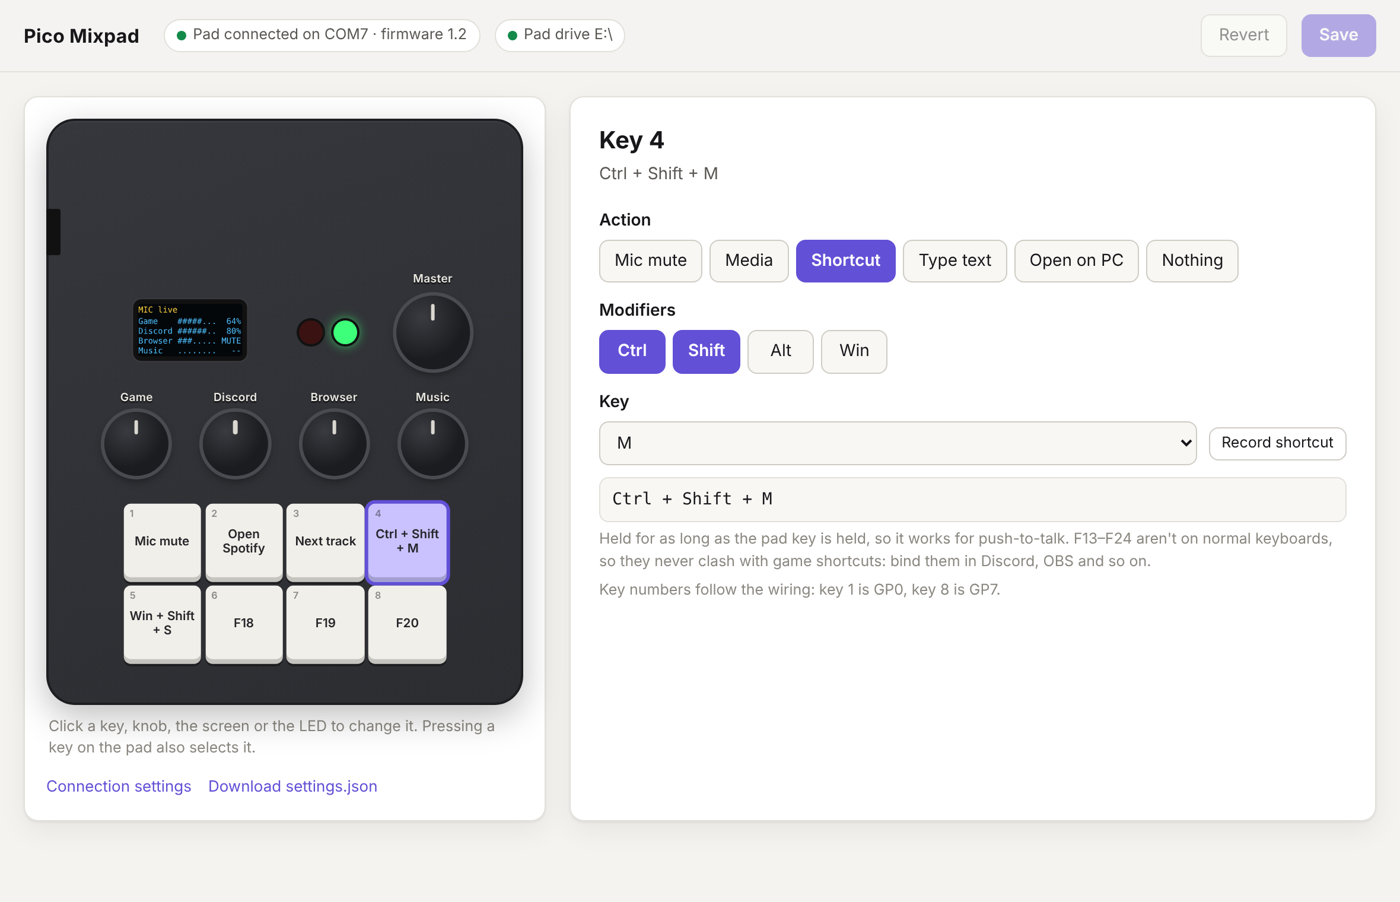 Pico Mixpad
Pad connected on COM7 · firmware 1.2
Pad drive E:\
Revert
Save
Master
MIC live
Game #####... 64%
Discord ######.. 80%
Browser ###..... MUTE
Music ........ --
Game
Discord
Browser
Music
1
Mic mute
2
Open
Spotify
3
Next track
4
Ctrl + Shift
+ M
5
Win + Shift
+ S
6
F18
7
F19
8
F20
Click a key, knob, the screen or the LED to change it. Pressing a
key on the pad also selects it.
Connection settings
Download settings.json
Key 4
Ctrl + Shift + M
Action
Mic mute
Media
Shortcut
Type text
Open on PC
Nothing
Modifiers
Ctrl
Shift
Alt
Win
Key
M
Record shortcut
Ctrl + Shift + M
Held for as long as the pad key is held, so it works for push-to-talk. F13–F24 aren't on normal keyboards,
so they never clash with game shortcuts: bind them in Discord, OBS and so on.
Key numbers follow the wiring: key 1 is GP0, key 8 is GP7.